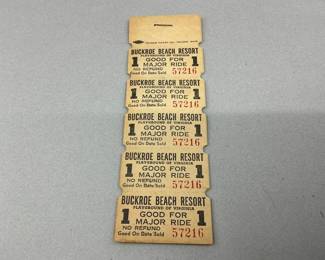 BUCKROE BEACH RESORT
PLAYGROUND OF VIRGINIA
1 GOOD FOR 1
MAJOR RIDE
NO REFUND
Good On Date Sold 57216
BUCKROE BEACH RESORT
PLAYGROUND OF VIRGINIA
1 GOOD FOR 1
MAJOR RIDE
NO REFUND
Good On Date Sold 57216
BUCKROE BEACH RESORT
PLAYGROUND OF VIRGINIA
1 GOOD FOR 1
MAJOR RIDE
NO REFUND
Good On Date Sold 57216
BUCKROE BEACH RESORT
PLAYGROUND OF VIRGINIA
1 GOOD FOR 1
MAJOR RIDE
NO REFUND
Good On Date Sold 57216
BUCKROE BEACH RESORT
PLAYGROUND OF VIRGINIA
1 GOOD FOR 1
MAJOR RIDE
NO REFUND
Good On Date Sold 57216